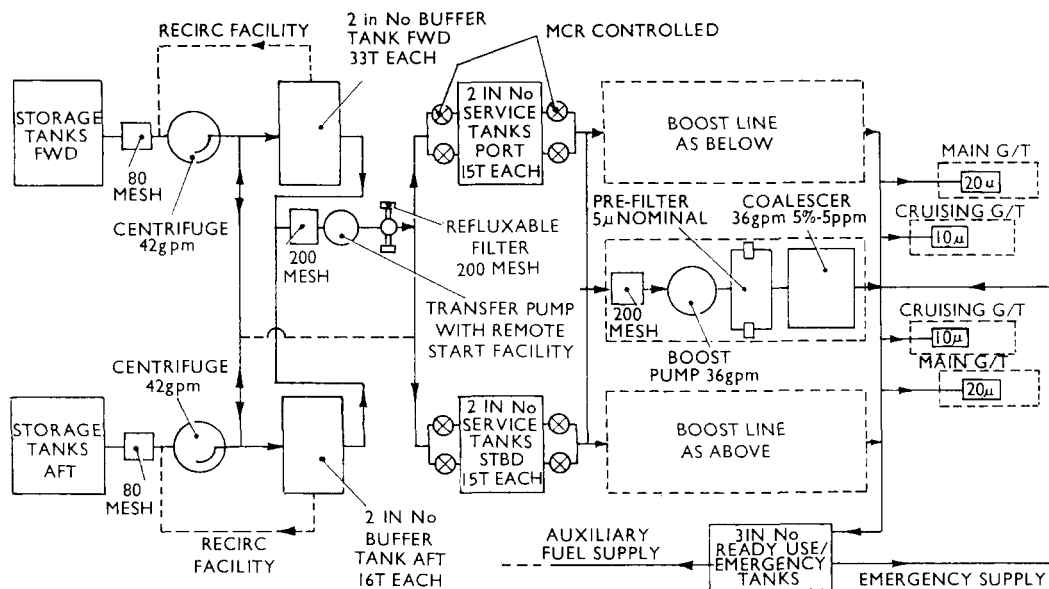 RECIRC FACILITY
2 in No BUFFER
TANK FWD
33T EACH
MCR CONTROLLED
STORAGE
TANKS
FWD
80
MESH
CENTRIFUGE
42gpm
2 IN No
SERVICE
TANKS
PORT
15T EACH
BOOST LINE
AS BELOW
MAIN G/T
20µ
CRUISING G/T
10µ
200
MESH
REFLUXABLE
FILTER
200 MESH
PRE-FILTER
5µNOMINAL
COALESCER
36gpm 5%-5ppm
TRANSFER PUMP
WITH REMOTE
START FACILITY
200
MESH
BOOST
PUMP 36gpm
CRUISING G/T
10µ
MAIN G/T
20µ
CENTRIFUGE
42gpm
STORAGE
TANKS
AFT
80
MESH
2 IN No
SERVICE
TANKS
STBD
15T EACH
BOOST LINE
AS ABOVE
RECIRC
FACILITY
2 IN No
BUFFER
TANK AFT
16T EACH
AUXILIARY
FUEL SUPPLY
3IN No
READY USE/
EMERGENCY
TANKS
EMERGENCY SUPPLY